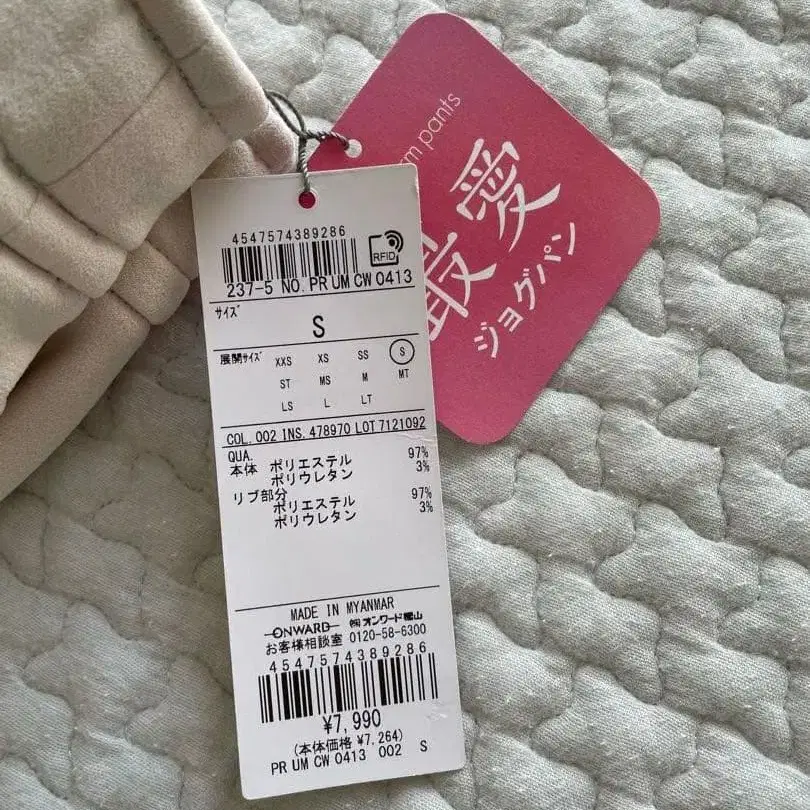 pants
最愛
ジョグパン
4547574389286
RFID
237-5 NO. PR UM CW 0413
サイズ
S
展開サイズ XXS XS SS S
ST MS M MT
LS L LT
COL. 002 INS. 478970 LOT 7121092
QUA.
本体 ポリエステル 97%
ポリウレタン 3%
リブ部分
ポリエステル 97%
ポリウレタン 3%
MADE IN MYANMAR
ONWARD ㈱オンワード樫山
お客様相談室 0120-58-6300
4547574389286
¥7,990
(本体価格 ¥7,264)
PR UM CW 0413 002 S